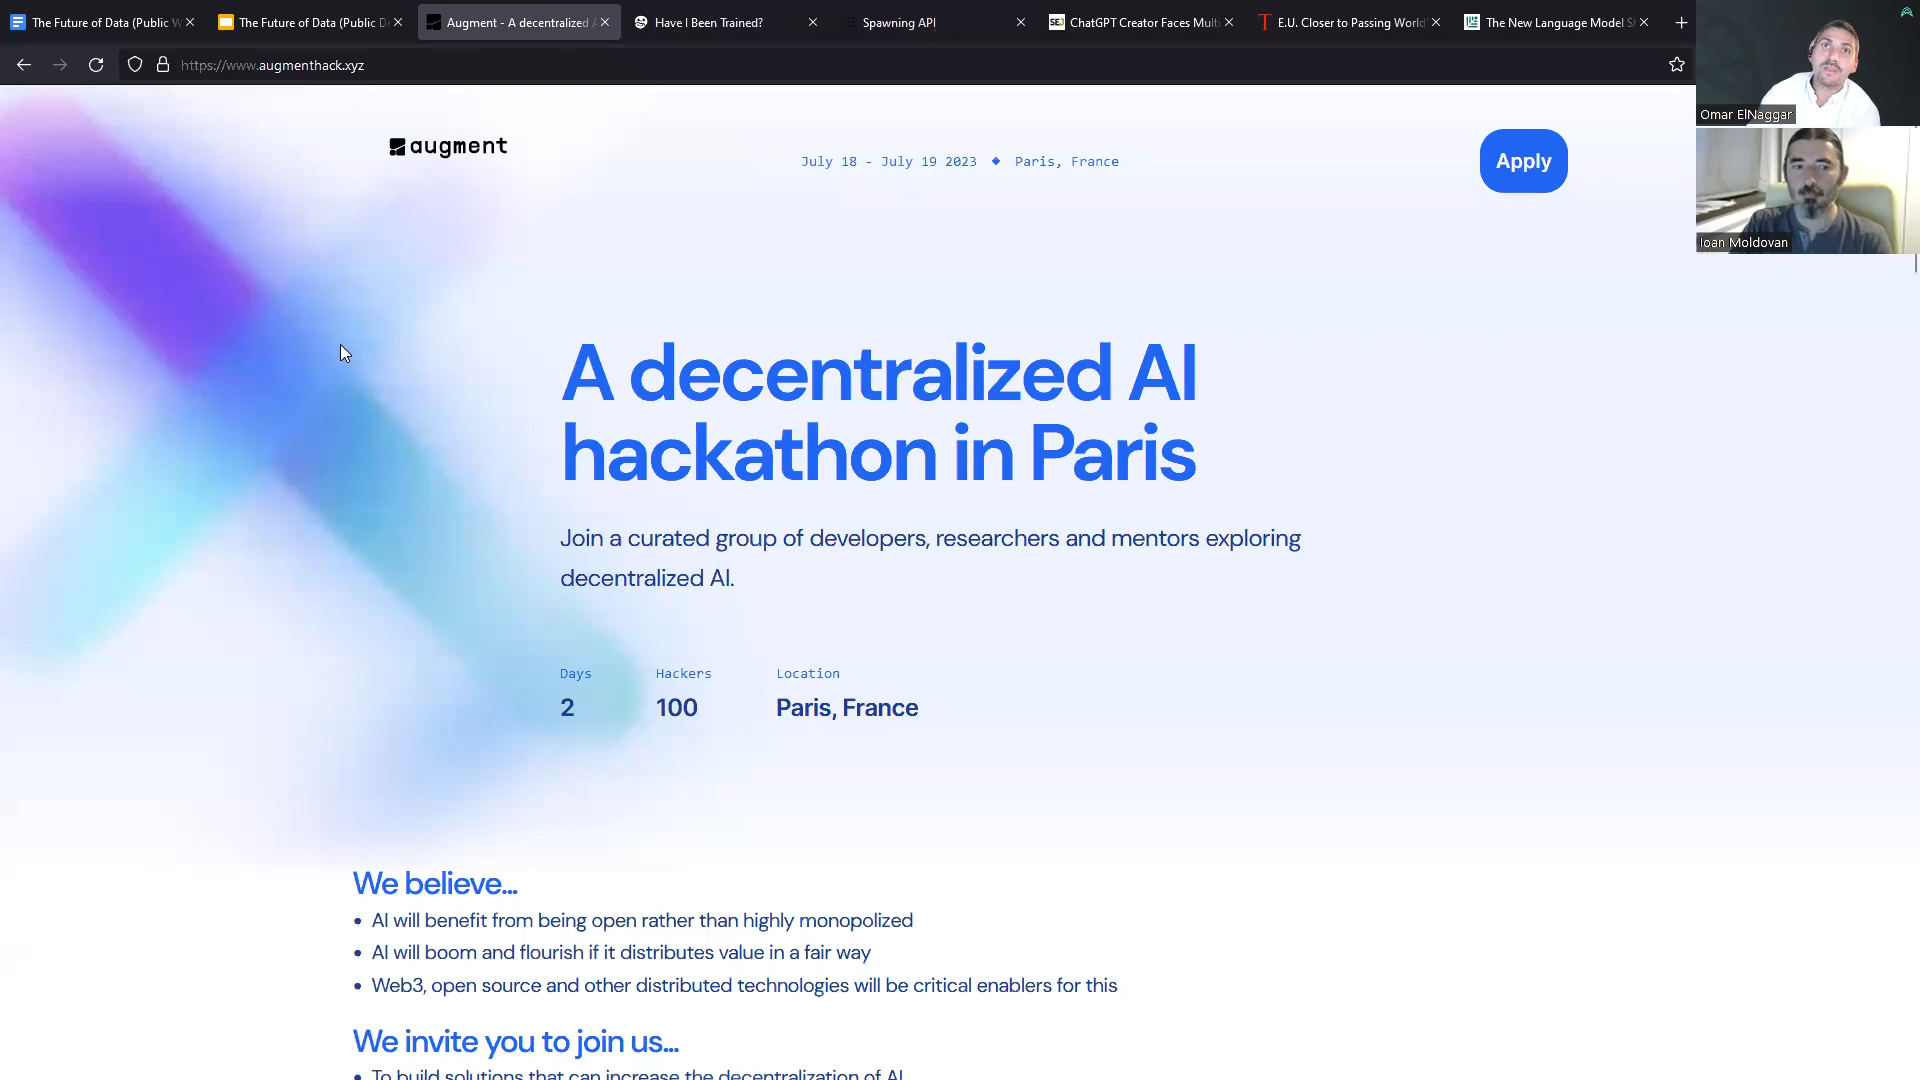 The Future of Data (Public W
The Future of Data (Public D
Augment - A decentralized A
Have I Been Trained?
Spawning API
SEJ
ChatGPT Creator Faces Multi
E.U. Closer to Passing World'
The New Language Model St
https://www.augmenthack.xyz
Omar ElNaggar
Ioan Moldovan
augment
July 18 - July 19 2023 ◆ Paris, France
Apply
A decentralized AI
hackathon in Paris
Join a curated group of developers, researchers and mentors exploring
decentralized AI.
Days
Hackers
Location
2
100
Paris, France
We believe...
• AI will benefit from being open rather than highly monopolized
• AI will boom and flourish if it distributes value in a fair way
• Web3, open source and other distributed technologies will be critical enablers for this
We invite you to join us...
• To build solutions that can increase the decentralization of AI